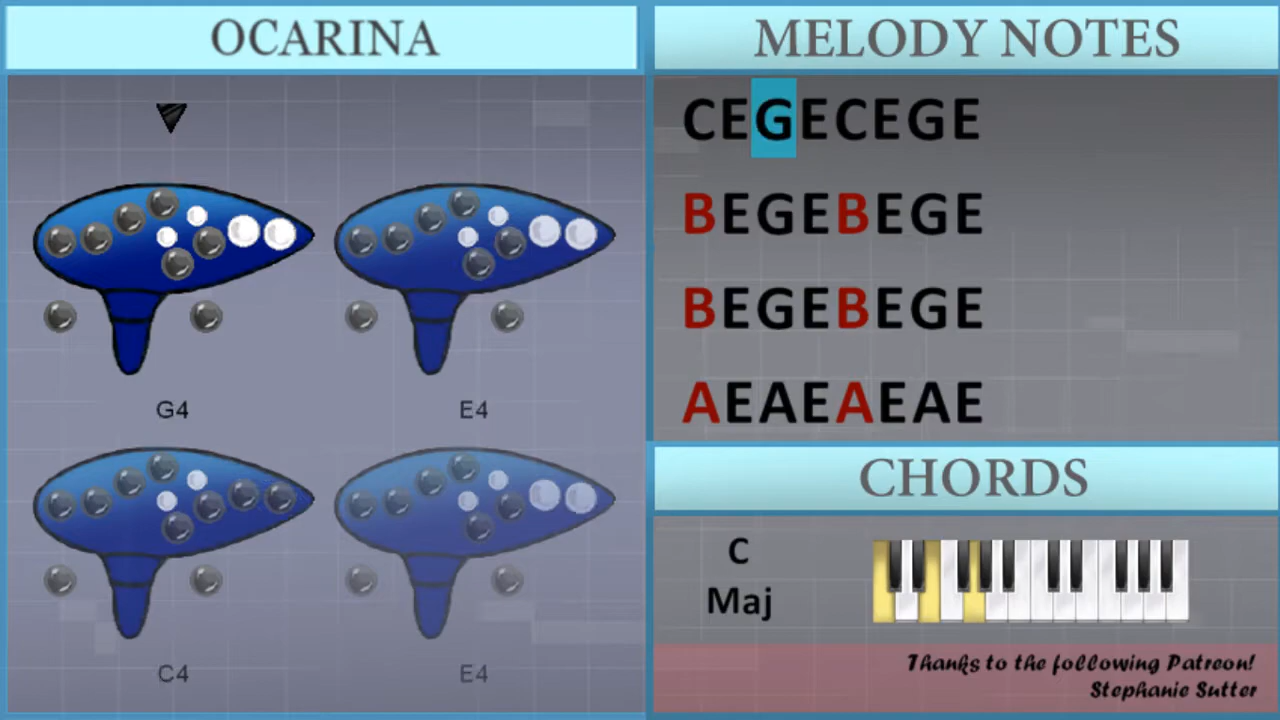 OCARINA
G4
E4
C4
E4
MELODY NOTES
CEGECEGE
BEGEBEGE
BEGEBEGE
AEAEAEAE
CHORDS
C
Maj
Thanks to the following Patreon!
Stephanie Sutter